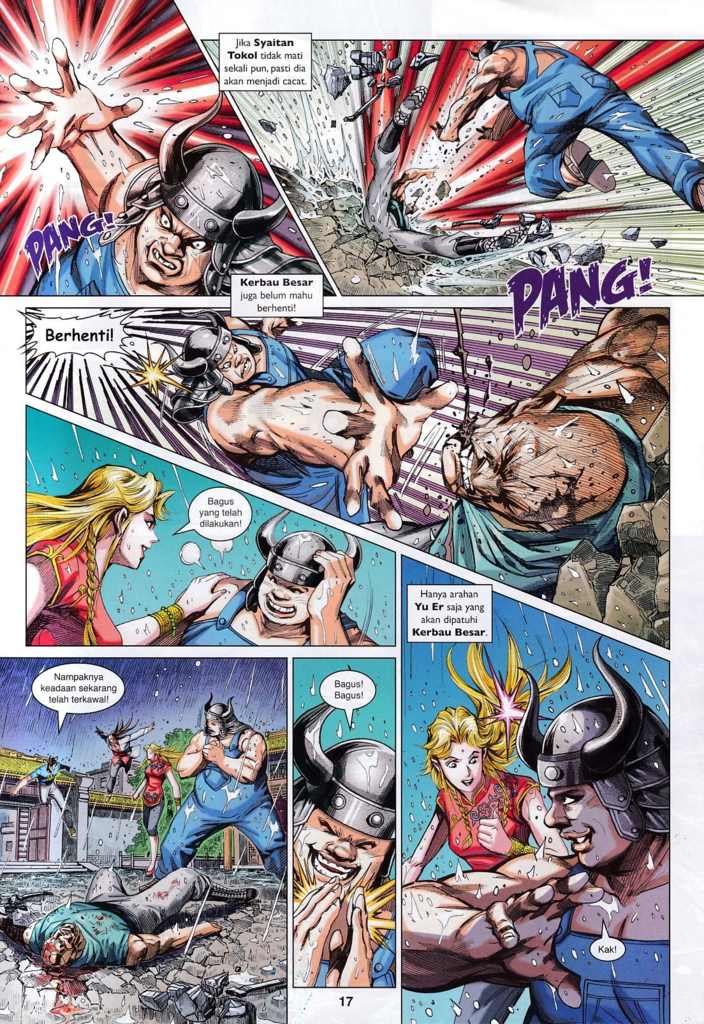 Jika Syaitan
Tokol tidak mati
sekali pun, pasti dia
akan menjadi cacat.
PANG!
PANG!
Kerbau Besar
juga belum mahu
berhenti!
Berhenti!
Bagus
yang telah
dilakukan!
Hanya arahan
Yu Er saja yang
akan dipatuhi
Kerbau Besar.
Kak!
Nampaknya
keadaan sekarang
telah terkawal!
Bagus!
Bagus!
17